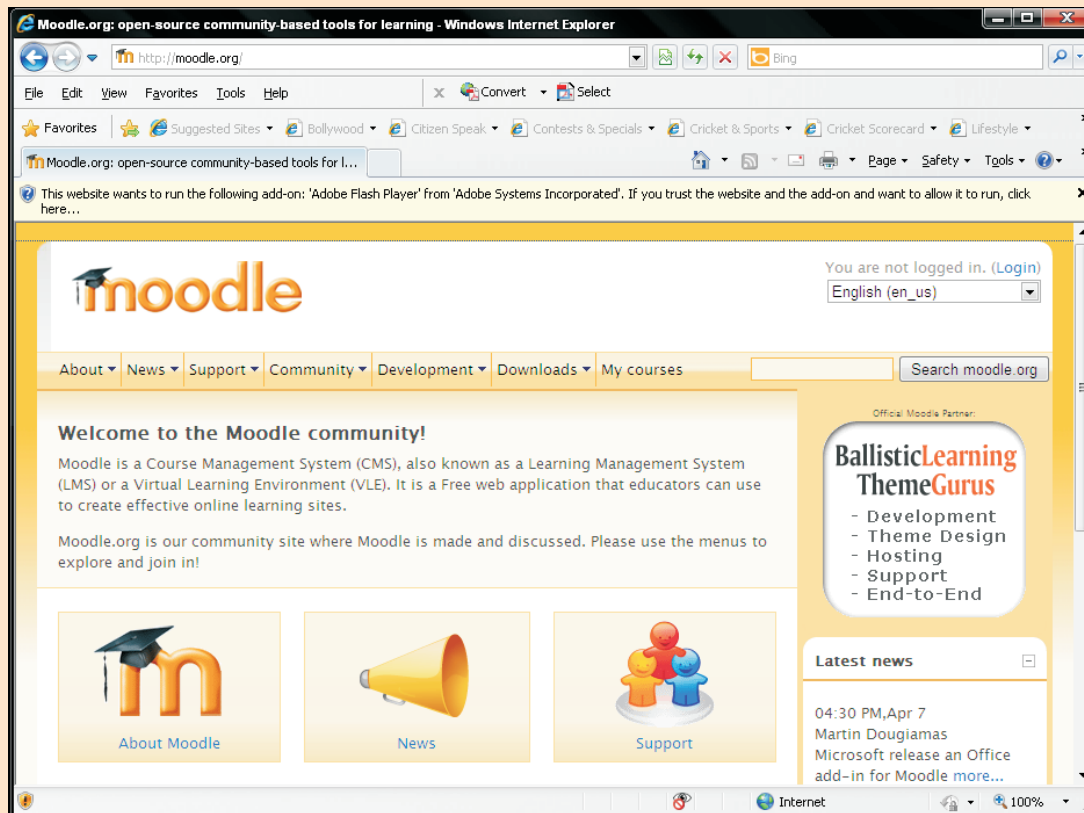 Moodle.org: open-source community-based tools for learning - Windows Internet Explorer
http://moodle.org/
Bing
File Edit View Favorites Tools Help
x Convert Select
Favorites Suggested Sites Bollywood Citizen Speak Contests & Specials Cricket & Sports Cricket Scorecard Lifestyle
Moodle.org: open-source community-based tools for l...
Page Safety Tools
This website wants to run the following add-on: 'Adobe Flash Player' from 'Adobe Systems Incorporated'. If you trust the website and the add-on and want to allow it to run, click
here...
moodle
You are not logged in. (Login)
English (en_us)
About News Support Community Development Downloads My courses
Search moodle.org
Welcome to the Moodle community!
Moodle is a Course Management System (CMS), also known as a Learning Management System
(LMS) or a Virtual Learning Environment (VLE). It is a Free web application that educators can use
to create effective online learning sites.
Moodle.org is our community site where Moodle is made and discussed. Please use the menus to
explore and join in!
m
About Moodle
News
Support
Official Moodle Partner:
BallisticLearning
ThemeGurus
- Development
- Theme Design
- Hosting
- Support
- End-to-End
Latest news
04:30 PM,Apr 7
Martin Dougiamas
Microsoft release an Office
add-in for Moodle more...
Internet
100%